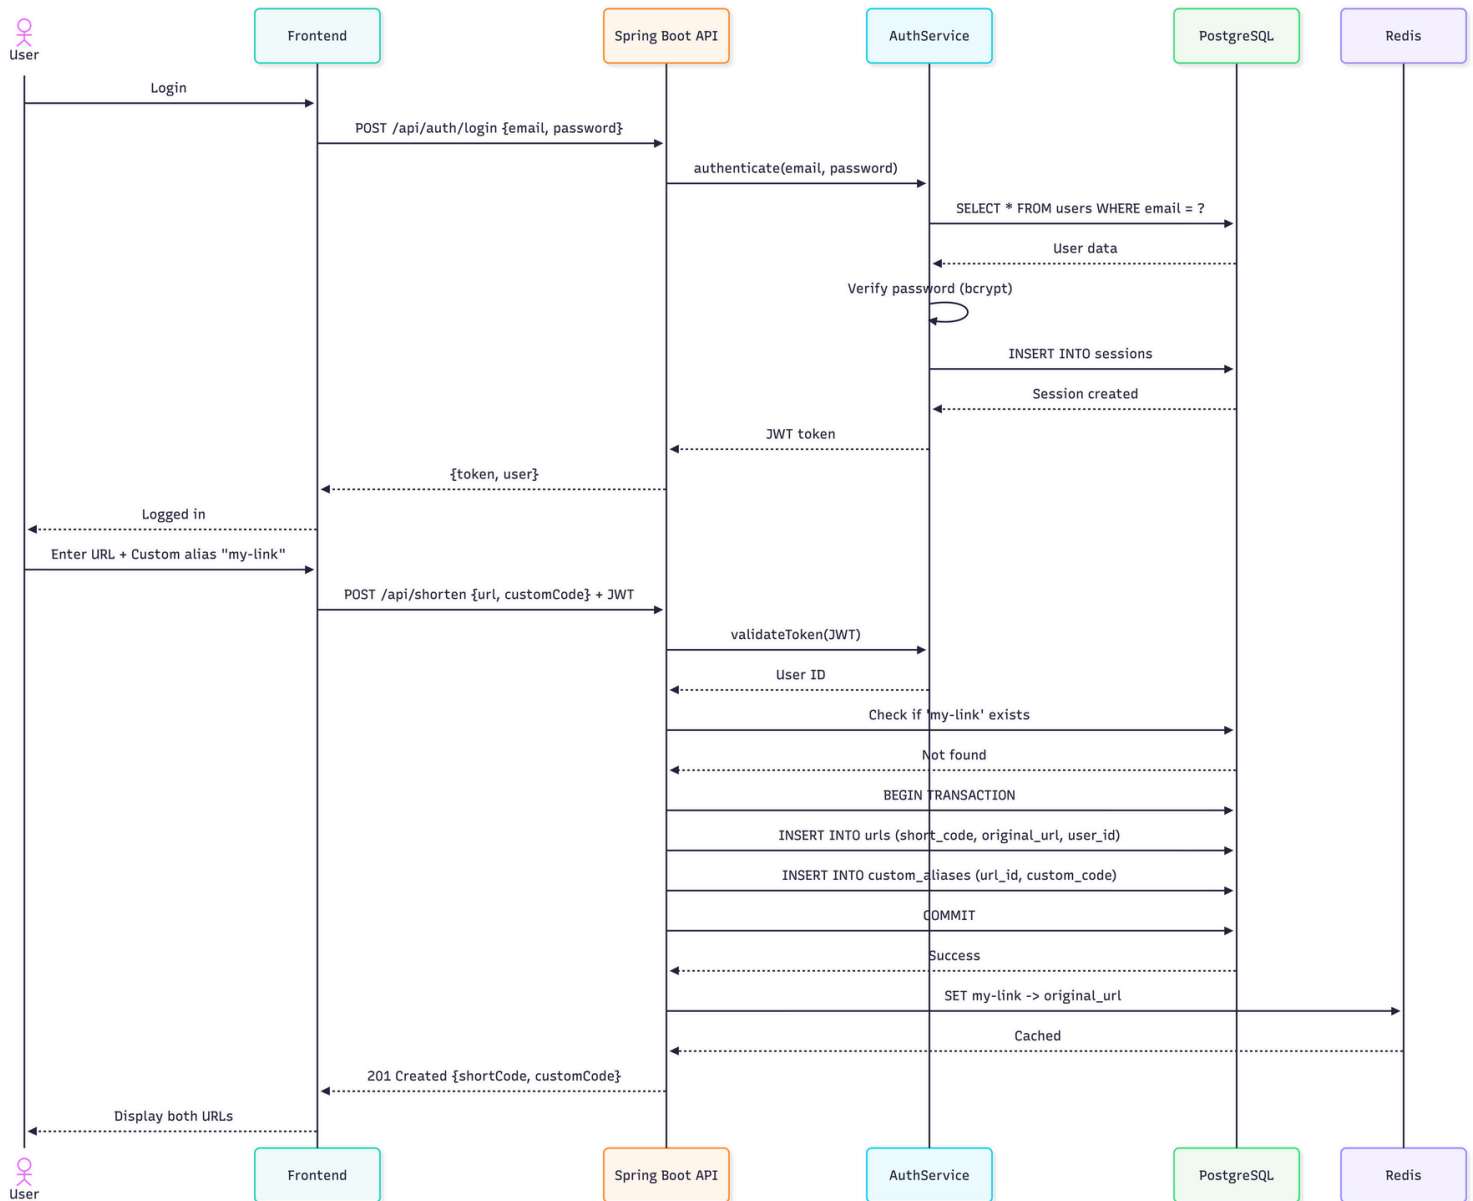 User
Frontend
Spring Boot API
AuthService
PostgreSQL
Redis
Login
POST /api/auth/login {email, password}
authenticate(email, password)
SELECT * FROM users WHERE email = ?
User data
Verify password (bcrypt)
INSERT INTO sessions
Session created
JWT token
{token, user}
Logged in
Enter URL + Custom alias "my-link"
POST /api/shorten {url, customCode} + JWT
validateToken(JWT)
User ID
Check if 'my-link' exists
Not found
BEGIN TRANSACTION
INSERT INTO urls (short_code, original_url, user_id)
INSERT INTO custom_aliases (url_id, custom_code)
COMMIT
Success
SET my-link -> original_url
Cached
201 Created {shortCode, customCode}
Display both URLs
User
Frontend
Spring Boot API
AuthService
PostgreSQL
Redis